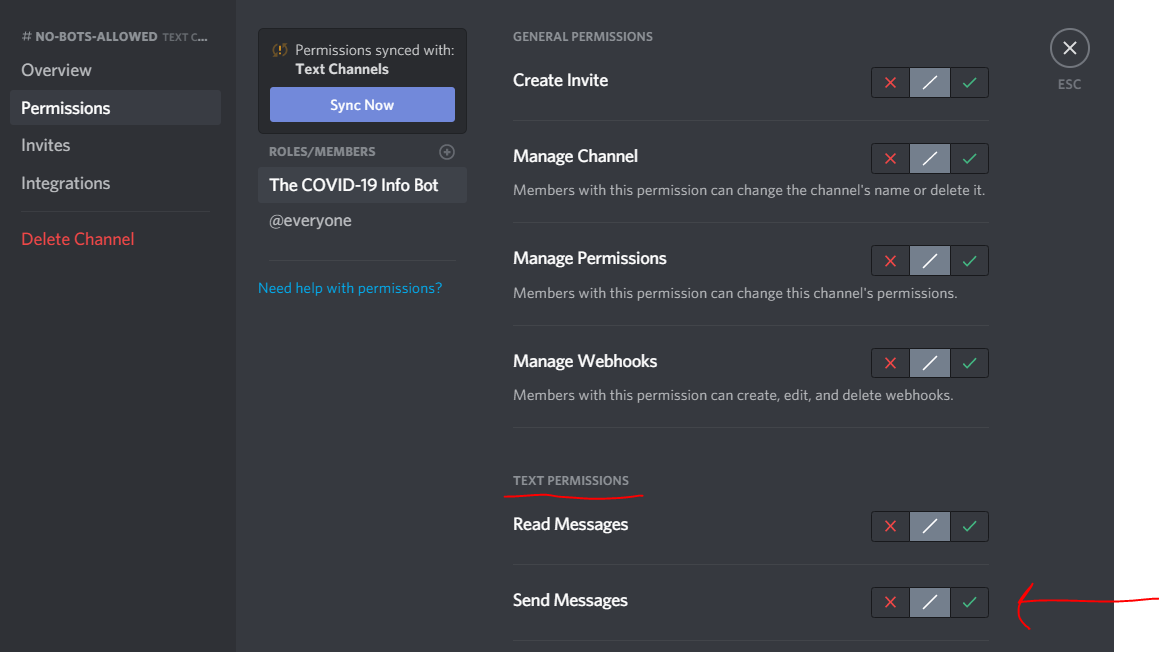 # NO-BOTS-ALLOWED TEXT C...
Overview
Permissions
Invites
Integrations
Delete Channel
Permissions synced with:
Text Channels
Sync Now
ROLES/MEMBERS
The COVID-19 Info Bot
@everyone
Need help with permissions?
GENERAL PERMISSIONS
Create Invite
Manage Channel
Members with this permission can change the channel's name or delete it.
Manage Permissions
Members with this permission can change this channel's permissions.
Manage Webhooks
Members with this permission can create, edit, and delete webhooks.
TEXT PERMISSIONS
Read Messages
Send Messages
ESC